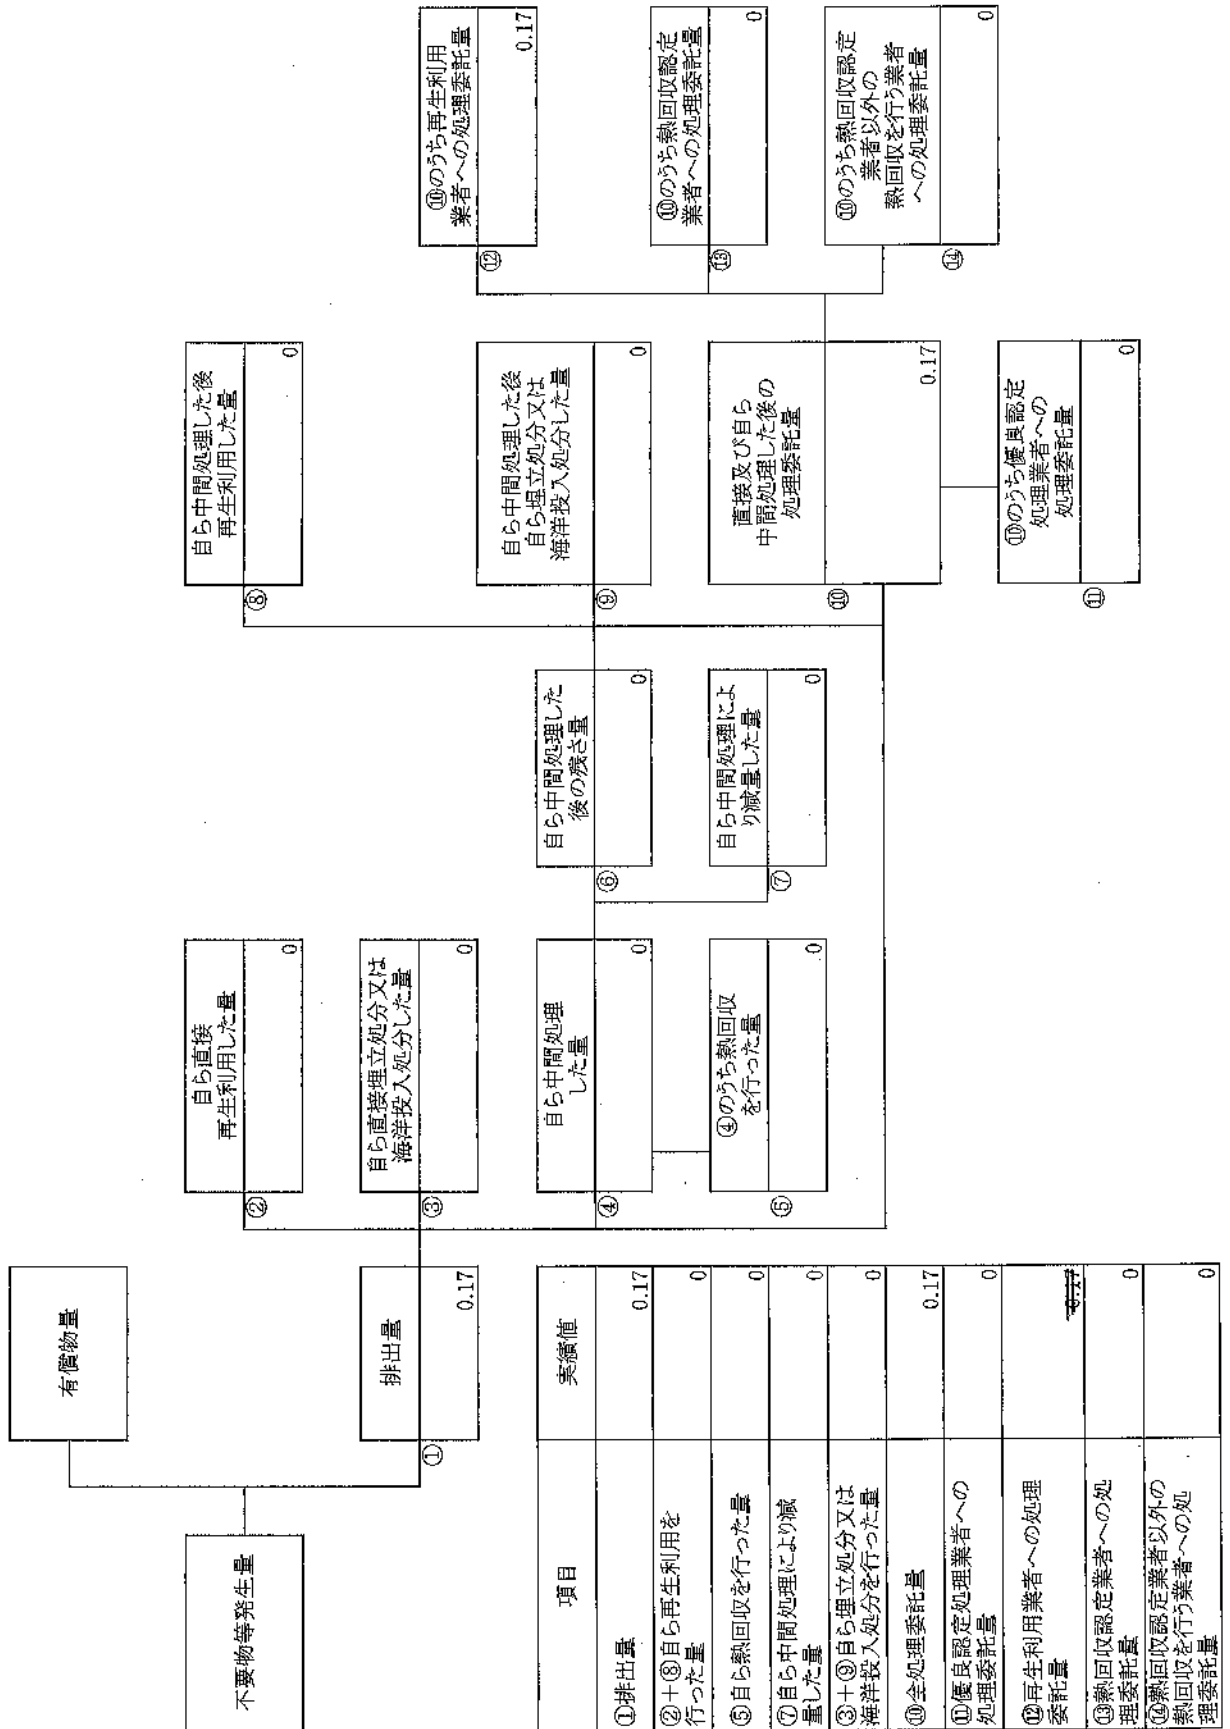 不要物等発生量
有償物量
排出量
①
0.17
自ら直接
再生利用した量
②
0
自ら直接埋立処分又は
海洋投入処分した量
③
0
自ら中間処理
した量
④
0
④のうち熱回収
を行った量
⑤
0
自ら中間処理した
後の残さ量
⑥
0
自ら中間処理によ
り減量した量
⑦
0
自ら中間処理した後
再生利用した量
⑧
0
自ら中間処理した後
自ら埋立処分又は
海洋投入処分した量
⑨
0
直接及び自ら
中間処理した後の
処理委託量
⑩
0.17
⑩のうち優良認定
処理業者への
処理委託量
⑪
0
⑩のうち再生利用
業者への処理委託量
⑫
0.17
⑩のうち熱回収認定
業者への処理委託量
⑬
0
⑩のうち熱回収認定
業者以外の
熱回収を行う業者
への処理委託量
⑭
0
項目 実績値
①排出量 0.17
②+⑧自ら再生利用を
行った量 0
⑤自ら熱回収を行った量 0
⑦自ら中間処理により減
量した量 0
③+⑨自ら埋立処分又は
海洋投入処分を行った量 0
⑩全処理委託量 0.17
⑪優良認定処理業者への
処理委託量 0
⑫再生利用業者への処理
委託量 0.17
⑬熱回収認定業者への処
理委託量 0
⑭熱回収認定業者以外の
熱回収を行う業者への処
理委託量 0